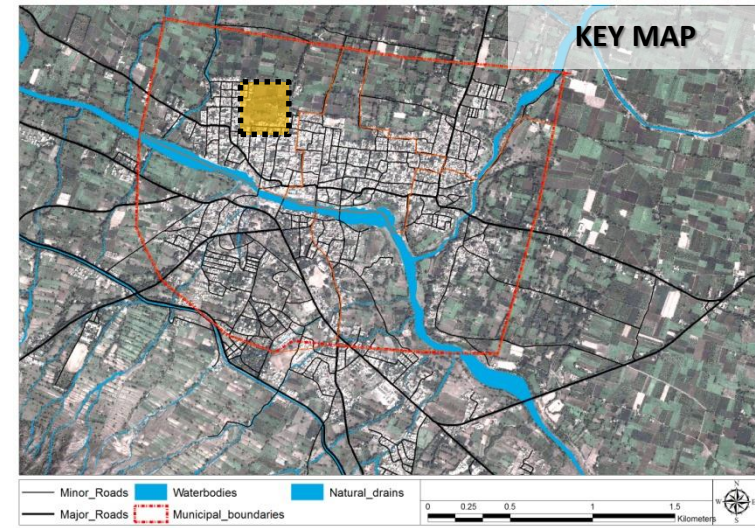 KEY MAP
Minor_Roads Waterbodies Natural_drains
Major_Roads Municipal_boundaries
0 0.25 0.5 1 1.5
Kilometers
N
W E
S